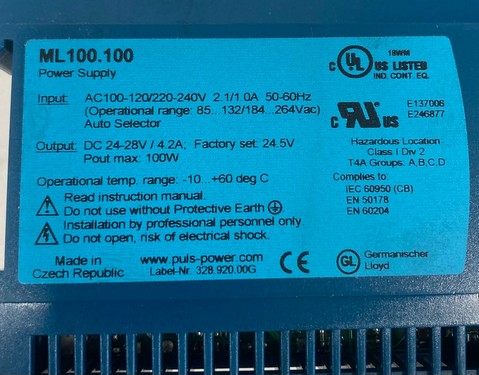 ML100.100
Power Supply
Input: AC100-120/220-240V 2.1/1.0A 50-60Hz
(Operational range: 85...132/184...264Vac)
Auto Selector
Output: DC 24-28V / 4.2A; Factory set: 24.5V
Pout max: 100W
Operational temp. range: -10...+60 deg C
Read instruction manual.
Do not use without Protective Earth
Installation by professional personnel only.
Do not open, risk of electrical shock.
Made in
Czech Republic
www.puls-power.com
Label-Nr. 328.920.00G
CE
C UL US LISTED
18WM
IND. CONT. EQ.
C RU US
E137006
E246877
Hazardous Location
Class I Div 2
T4A Groups: A,B,C,D
Complies to:
IEC 60950 (CB)
EN 50178
EN 60204
GL
Germanischer
Lloyd